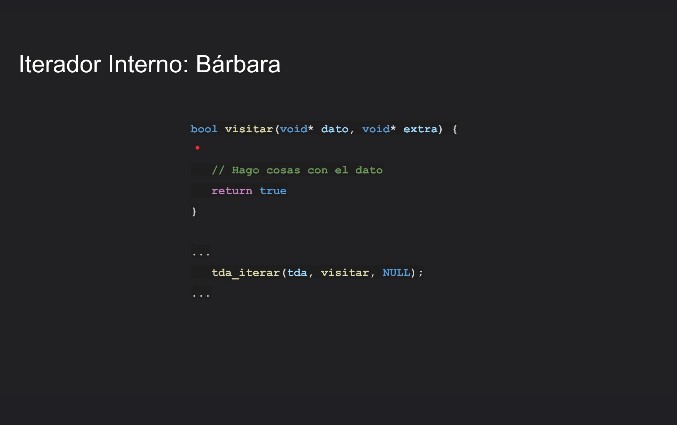 Iterador Interno: Bárbara
bool visitar(void* dato, void* extra) {
// Hago cosas con el dato
return true
}
...
tda_iterar(tda, visitar, NULL);
...